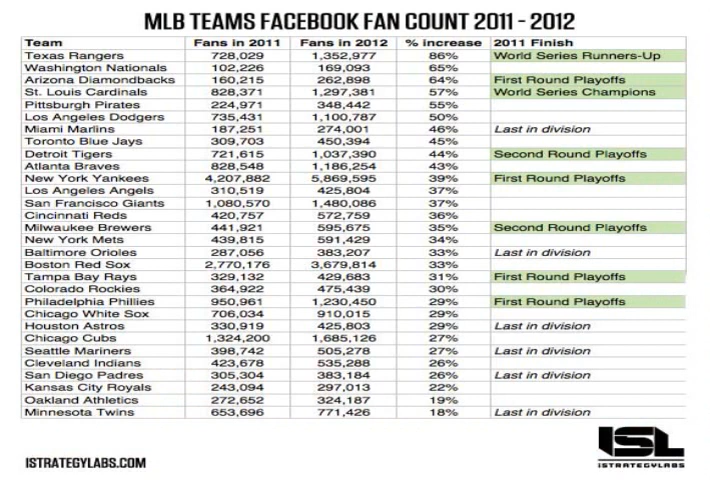 MLB TEAMS FACEBOOK FAN COUNT 2011 - 2012
Team Fans in 2011 Fans in 2012 % increase 2011 Finish
Texas Rangers 728,029 1,352,977 86% World Series Runners-Up
Washington Nationals 102,226 169,093 65%
Arizona Diamondbacks 160,215 262,898 64% First Round Playoffs
St. Louis Cardinals 828,371 1,297,381 57% World Series Champions
Pittsburgh Pirates 224,971 348,442 55%
Los Angeles Dodgers 735,431 1,100,787 50%
Miami Marlins 187,251 274,001 46% Last in division
Toronto Blue Jays 309,703 450,394 45%
Detroit Tigers 721,615 1,037,390 44% Second Round Playoffs
Atlanta Braves 828,548 1,186,254 43%
New York Yankees 4,207,882 5,869,595 39% First Round Playoffs
Los Angeles Angels 310,519 425,804 37%
San Francisco Giants 1,080,570 1,480,086 37%
Cincinnati Reds 420,757 572,759 36%
Milwaukee Brewers 441,921 595,675 35% Second Round Playoffs
New York Mets 439,815 591,429 34%
Baltimore Orioles 287,056 383,207 33% Last in division
Boston Red Sox 2,770,176 3,679,814 33%
Tampa Bay Rays 329,132 429,683 31% First Round Playoffs
Colorado Rockies 364,922 475,439 30%
Philadelphia Phillies 950,961 1,230,450 29% First Round Playoffs
Chicago White Sox 706,034 910,015 29%
Houston Astros 330,919 425,803 29% Last in division
Chicago Cubs 1,324,200 1,685,126 27%
Seattle Mariners 398,742 505,278 27% Last in division
Cleveland Indians 423,678 535,288 26%
San Diego Padres 305,304 383,184 26% Last in division
Kansas City Royals 243,094 297,013 22%
Oakland Athletics 272,652 324,187 19%
Minnesota Twins 653,696 771,426 18% Last in division
ISL
ISTRATEGYLABS.COM
ISTRATEGYLABS